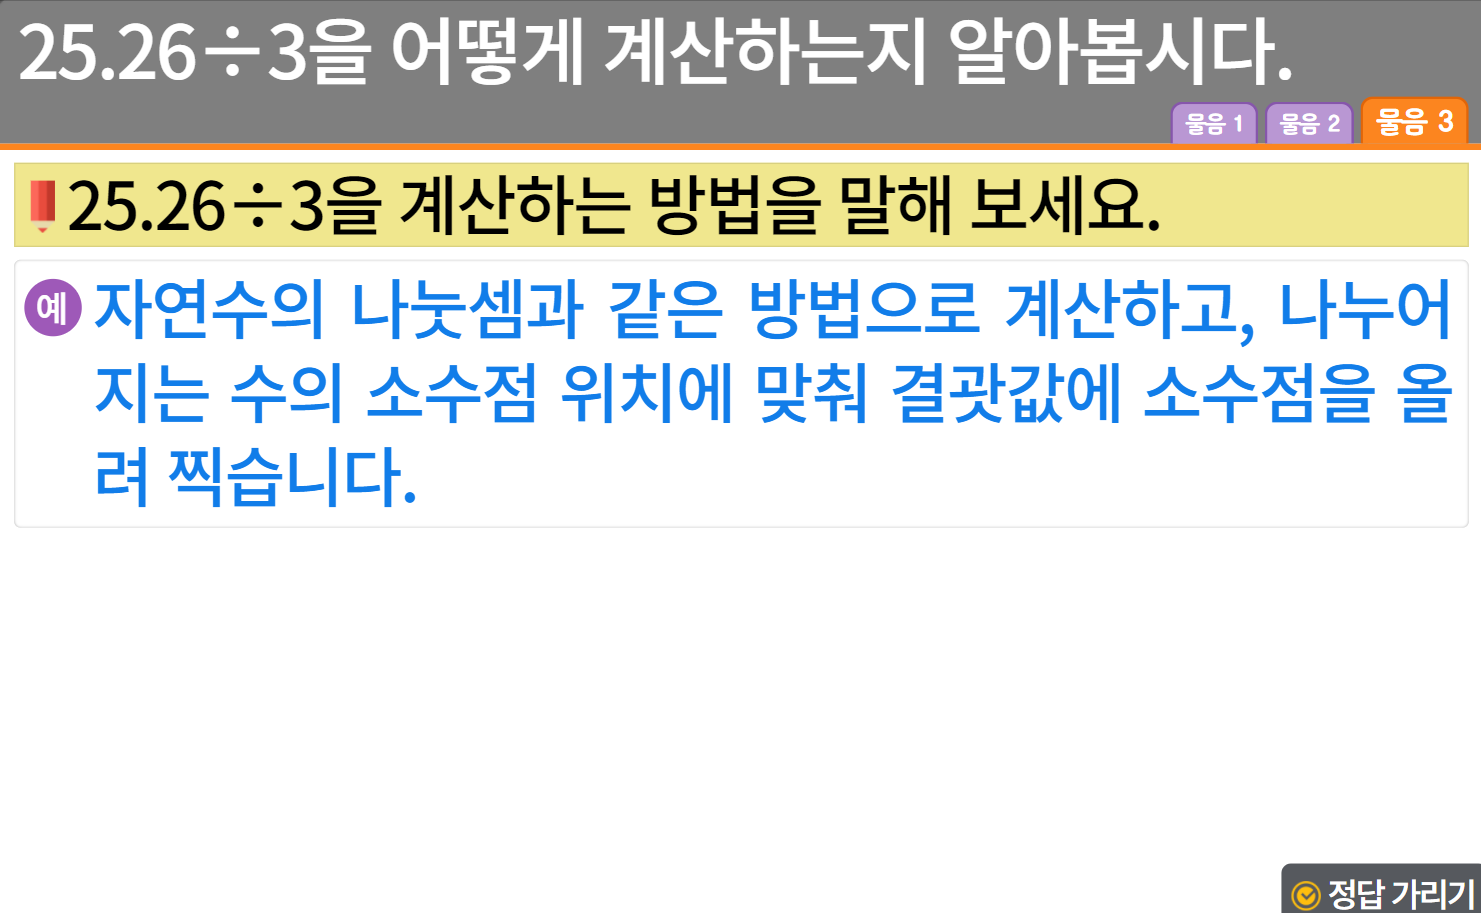 25.26÷3을 어떻게 계산하는지 알아봅시다.
물음 1 물음 2 물음 3
25.26÷3을 계산하는 방법을 말해 보세요.
예 자연수의 나눗셈과 같은 방법으로 계산하고, 나누어
지는 수의 소수점 위치에 맞춰 결괏값에 소수점을 올
려 찍습니다.
정답 가리기